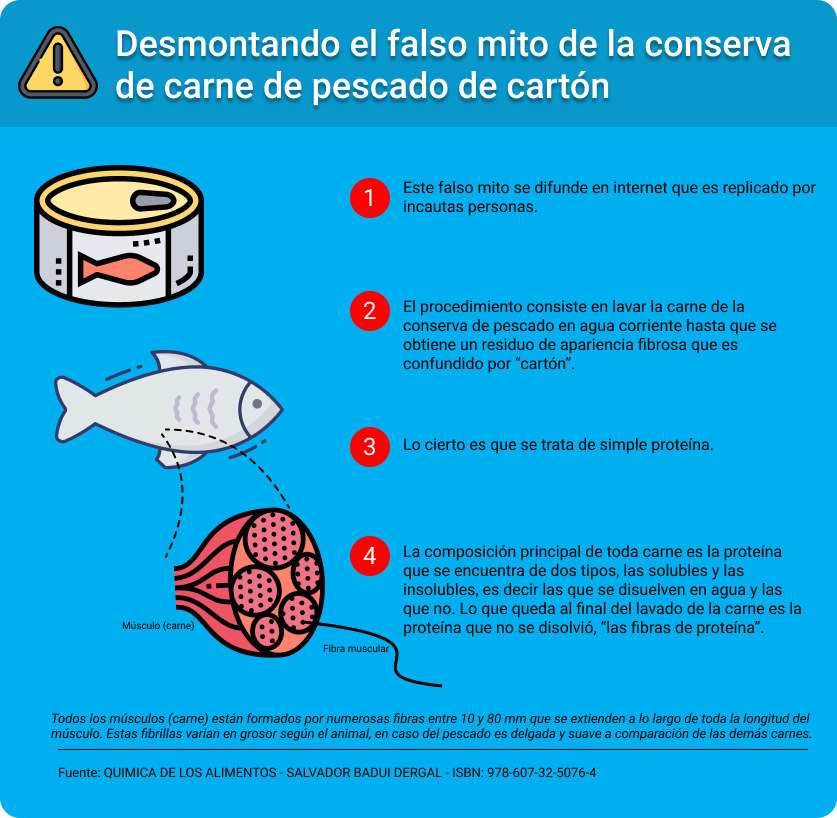 Desmontando el falso mito de la conserva
de carne de pescado de cartón
1
Este falso mito se difunde en internet que es replicado por
incautas personas.
2
El procedimiento consiste en lavar la carne de la
conserva de pescado en agua corriente hasta que se
obtiene un residuo de apariencia fibrosa que es
confundido por “cartón”.
3
Lo cierto es que se trata de simple proteína.
4
La composición principal de toda carne es la proteína
que se encuentra de dos tipos, las solubles y las
insolubles, es decir las que se disuelven en agua y las
que no. Lo que queda al final del lavado de la carne es la
proteína que no se disolvió, “las fibras de proteína”.
Músculo (carne)
Fibra muscular
Todos los músculos (carne) están formados por numerosas fibras entre 10 y 80 mm que se extienden a lo largo de toda la longitud del
músculo. Estas fibrillas varian en grosor según el animal, en caso del pescado es delgada y suave a comparación de las demás carnes.
Fuente: QUIMICA DE LOS ALIMENTOS - SALVADOR BADUI DERGAL - ISBN: 978-607-32-5076-4